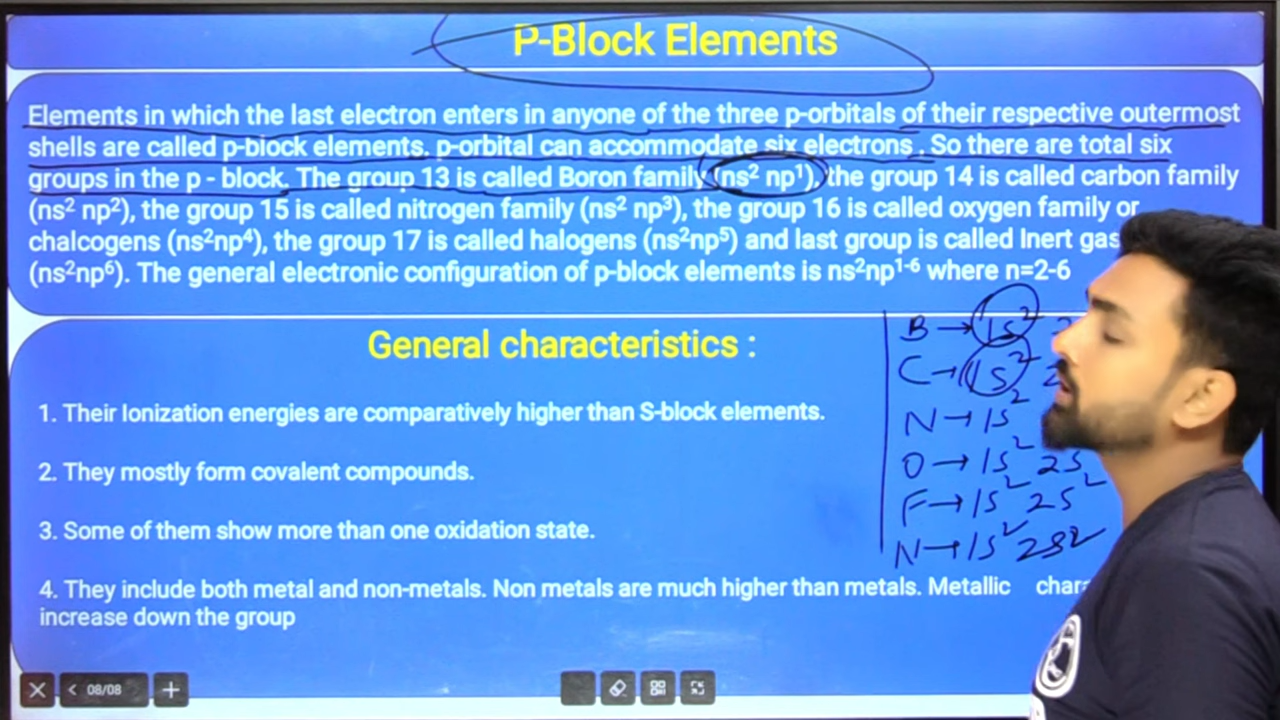 P-Block Elements
Elements in which the last electron enters in anyone of the three p-orbitals of their respective outermost
shells are called p-block elements. p-orbital can accommodate six electrons . So there are total six
groups in the p - block. The group 13 is called Boron family (ns² np¹), the group 14 is called carbon family
(ns² np²), the group 15 is called nitrogen family (ns² np³), the group 16 is called oxygen family or
chalcogens (ns²np⁴), the group 17 is called halogens (ns²np⁵) and last group is called Inert gas
(ns²np⁶). The general electronic configuration of p-block elements is ns²np¹⁻⁶ where n=2-6
General characteristics :
B → 1s² 2
C → 1s² 2
1. Their Ionization energies are comparatively higher than S-block elements.
N → 1s²
O → 1s² 2s
2. They mostly form covalent compounds.
F → 1s² 2s²
3. Some of them show more than one oxidation state.
N → 1s² 2s²
4. They include both metal and non-metals. Non metals are much higher than metals. Metallic char
increase down the group
08/08